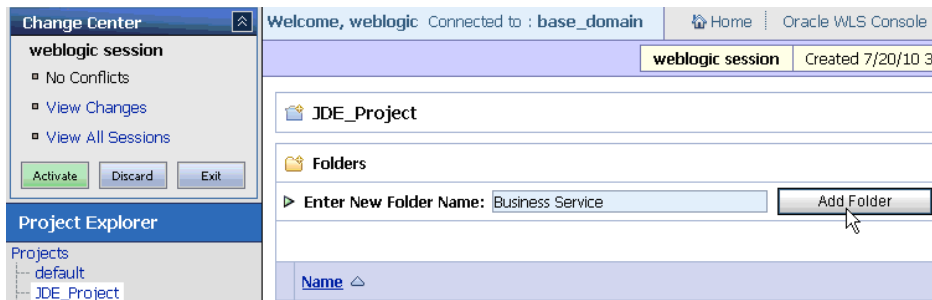 Change Center
Welcome, weblogic Connected to : base_domain
Home
Oracle WLS Console
weblogic session
No Conflicts
View Changes
View All Sessions
Activate
Discard
Exit
weblogic session
Created 7/20/10 3
JDE_Project
Folders
Enter New Folder Name: Business Service
Add Folder
Name
Project Explorer
Projects
default
JDE_Project